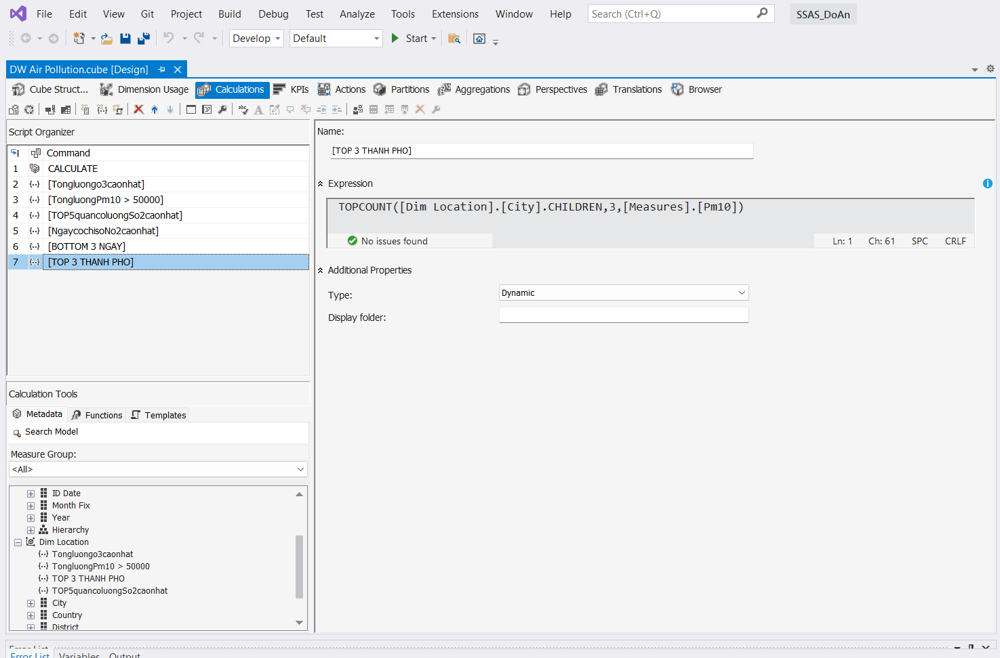 File Edit View Git Project Build Debug Test Analyze Tools Extensions Window Help Search (Ctrl+Q) SSAS_DoAn
Develop Default Start
DW Air Pollution.cube [Design]
Cube Struct... Dimension Usage Calculations KPIs Actions Partitions Aggregations Perspectives Translations Browser
Script Organizer
Command
1 CALCULATE
2 [Tongluongo3caonhat]
3 [TongluongPm10 > 50000]
4 [TOP5quancoluongSo2caonhat]
5 [NgaycochisoNo2caonhat]
6 [BOTTOM 3 NGAY]
7 [TOP 3 THANH PHO]
Calculation Tools
Metadata Functions Templates
Search Model
Measure Group:
<All>
ID Date
Month Fix
Year
Hierarchy
Dim Location
Tongluongo3caonhat
TongluongPm10 > 50000
TOP 3 THANH PHO
TOP5quancoluongSo2caonhat
City
Country
District
Name:
[TOP 3 THANH PHO]
Expression
TOPCOUNT([Dim Location].[City].CHILDREN,3,[Measures].[Pm10])
No issues found Ln: 1 Ch: 61 SPC CRLF
Additional Properties
Type: Dynamic
Display folder:
Error List
Error List Variables Output